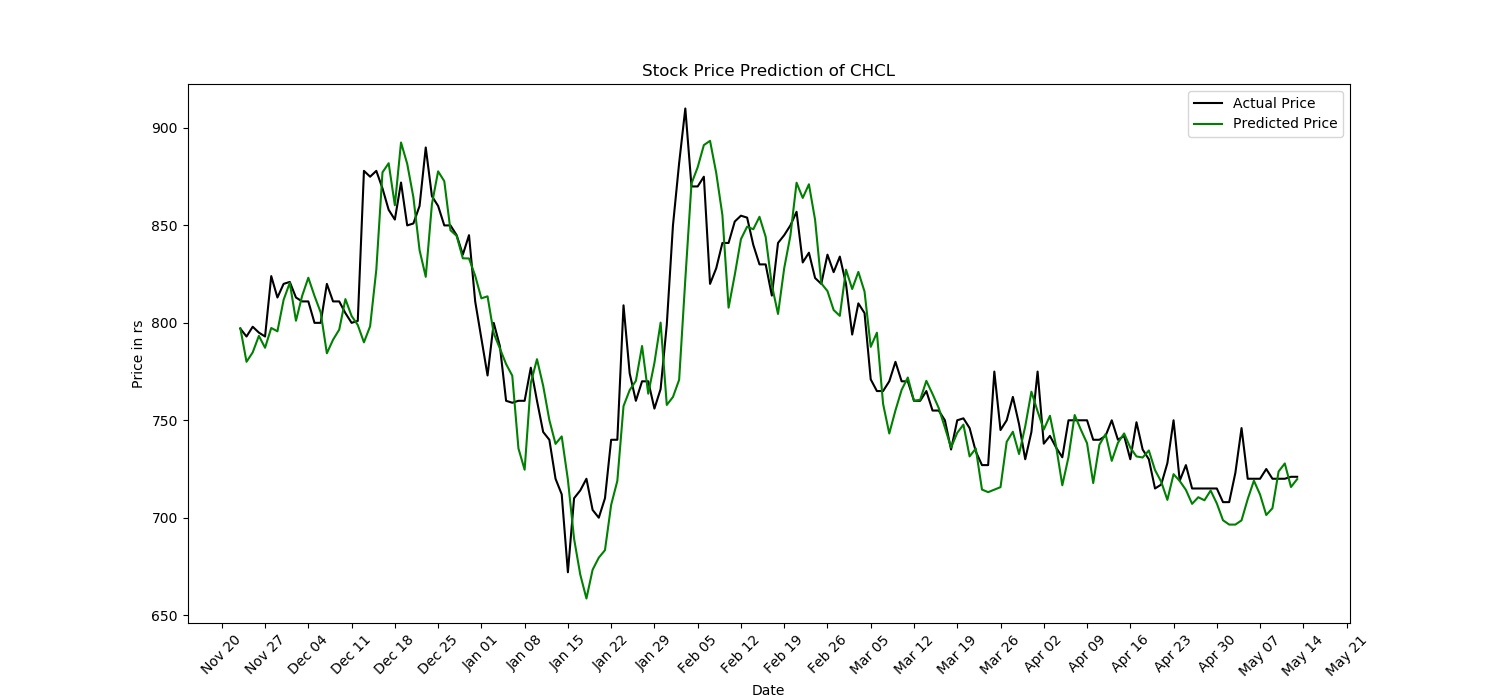 Stock Price Prediction of CHCL
Actual Price
Predicted Price
Price in rs
900
850
800
750
700
650
Nov 20
Nov 27
Dec 04
Dec 11
Dec 18
Dec 25
Jan 01
Jan 08
Jan 15
Jan 22
Jan 29
Feb 05
Feb 12
Feb 19
Feb 26
Mar 05
Mar 12
Mar 19
Mar 26
Apr 02
Apr 09
Apr 16
Apr 23
Apr 30
May 07
May 14
May 21
Date